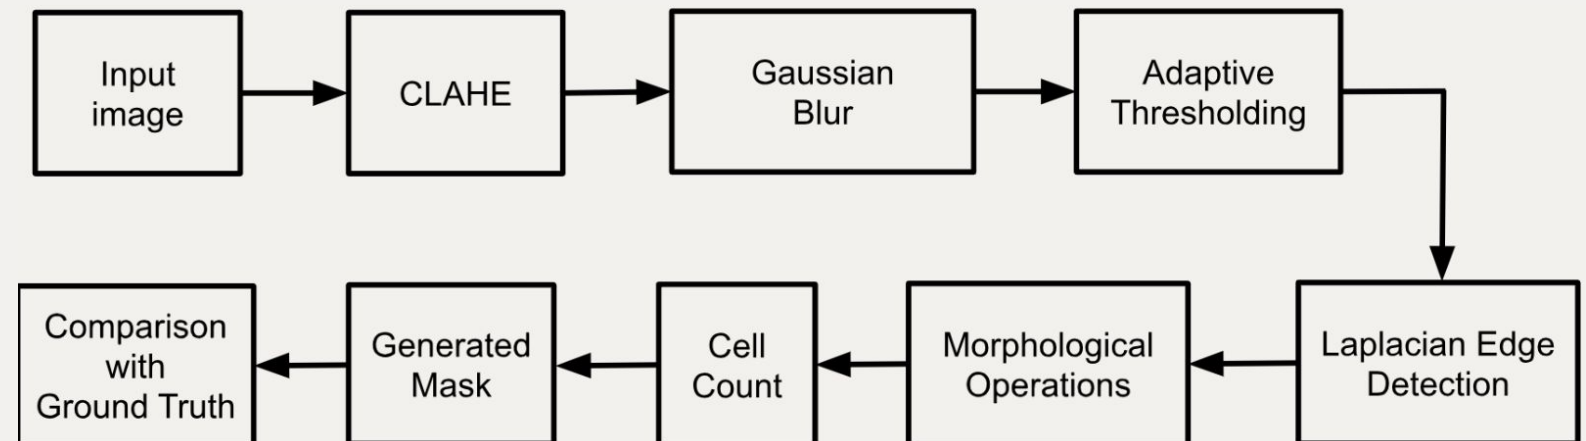 Input
image
CLAHE
Gaussian
Blur
Adaptive
Thresholding
Laplacian Edge
Detection
Morphological
Operations
Cell
Count
Generated
Mask
Comparison
with
Ground Truth